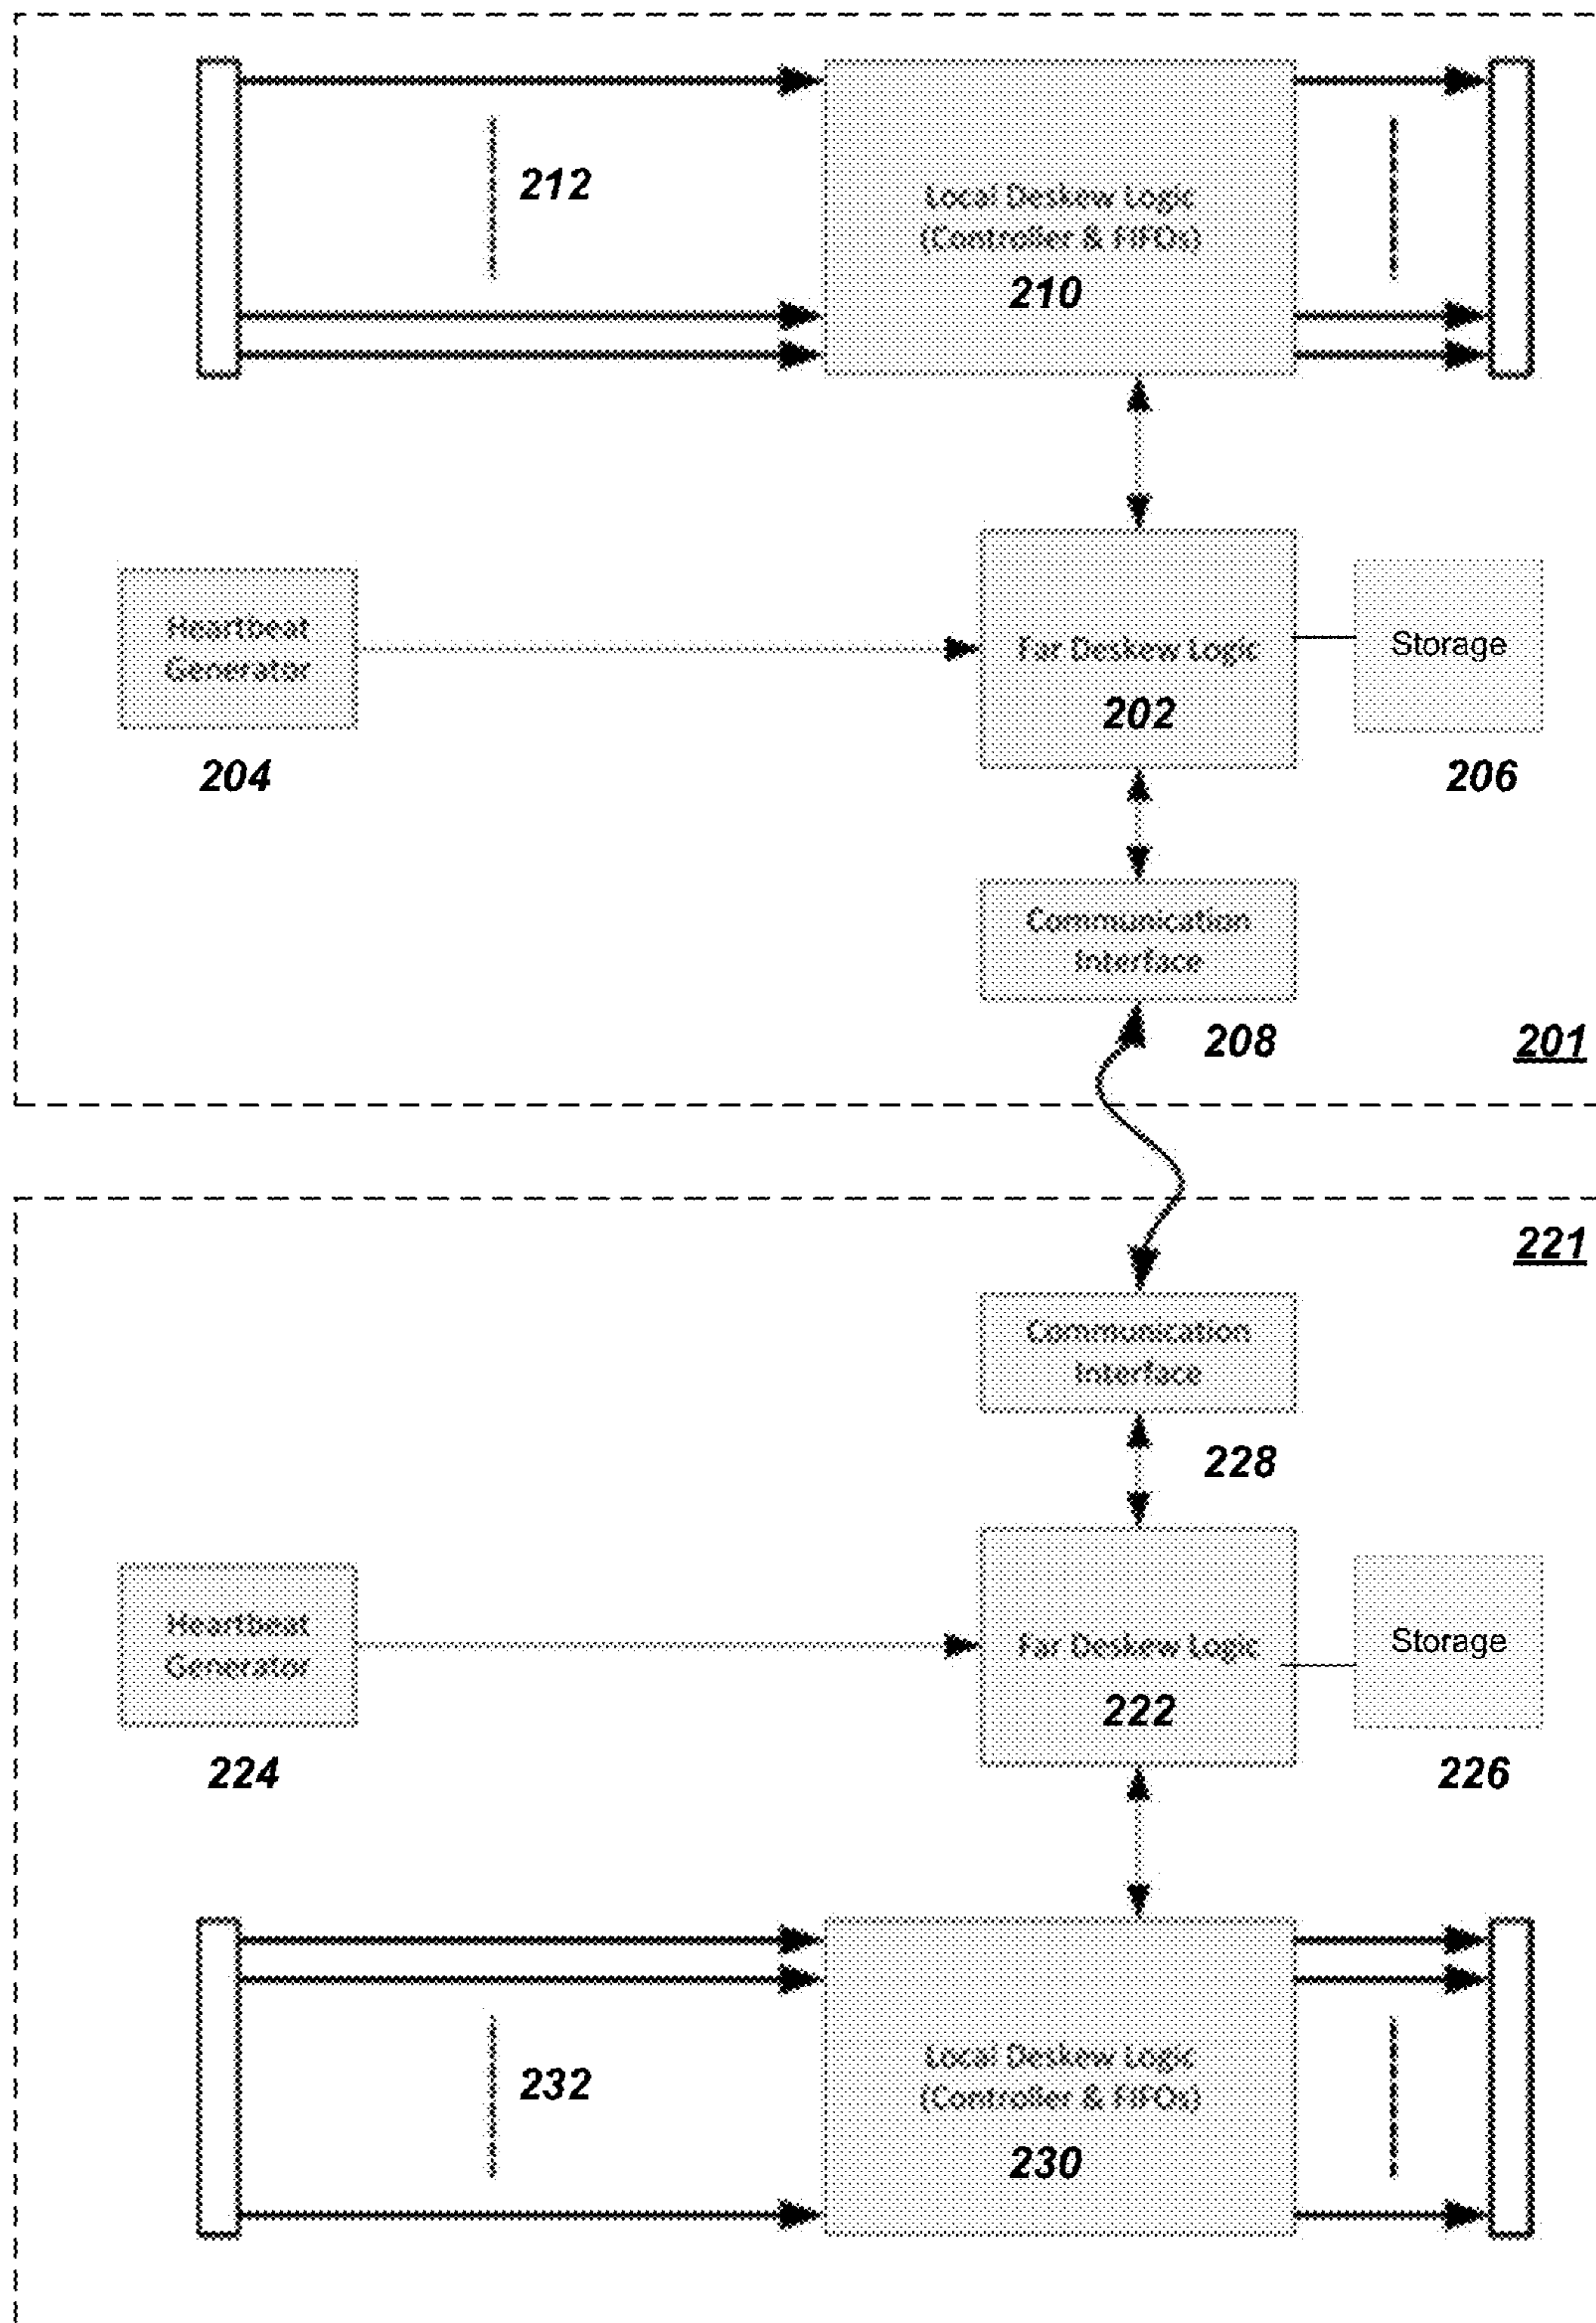 212
Local Deskew Logic
(Controller & FIFOs)
210
Heartbeat
Generator
204
Far Deskew Logic
202
Storage
206
Communication
Interface
208
201
221
Communication
Interface
228
Heartbeat
Generator
224
Far Deskew Logic
222
Storage
226
232
Local Deskew Logic
(Controller & FIFOs)
230